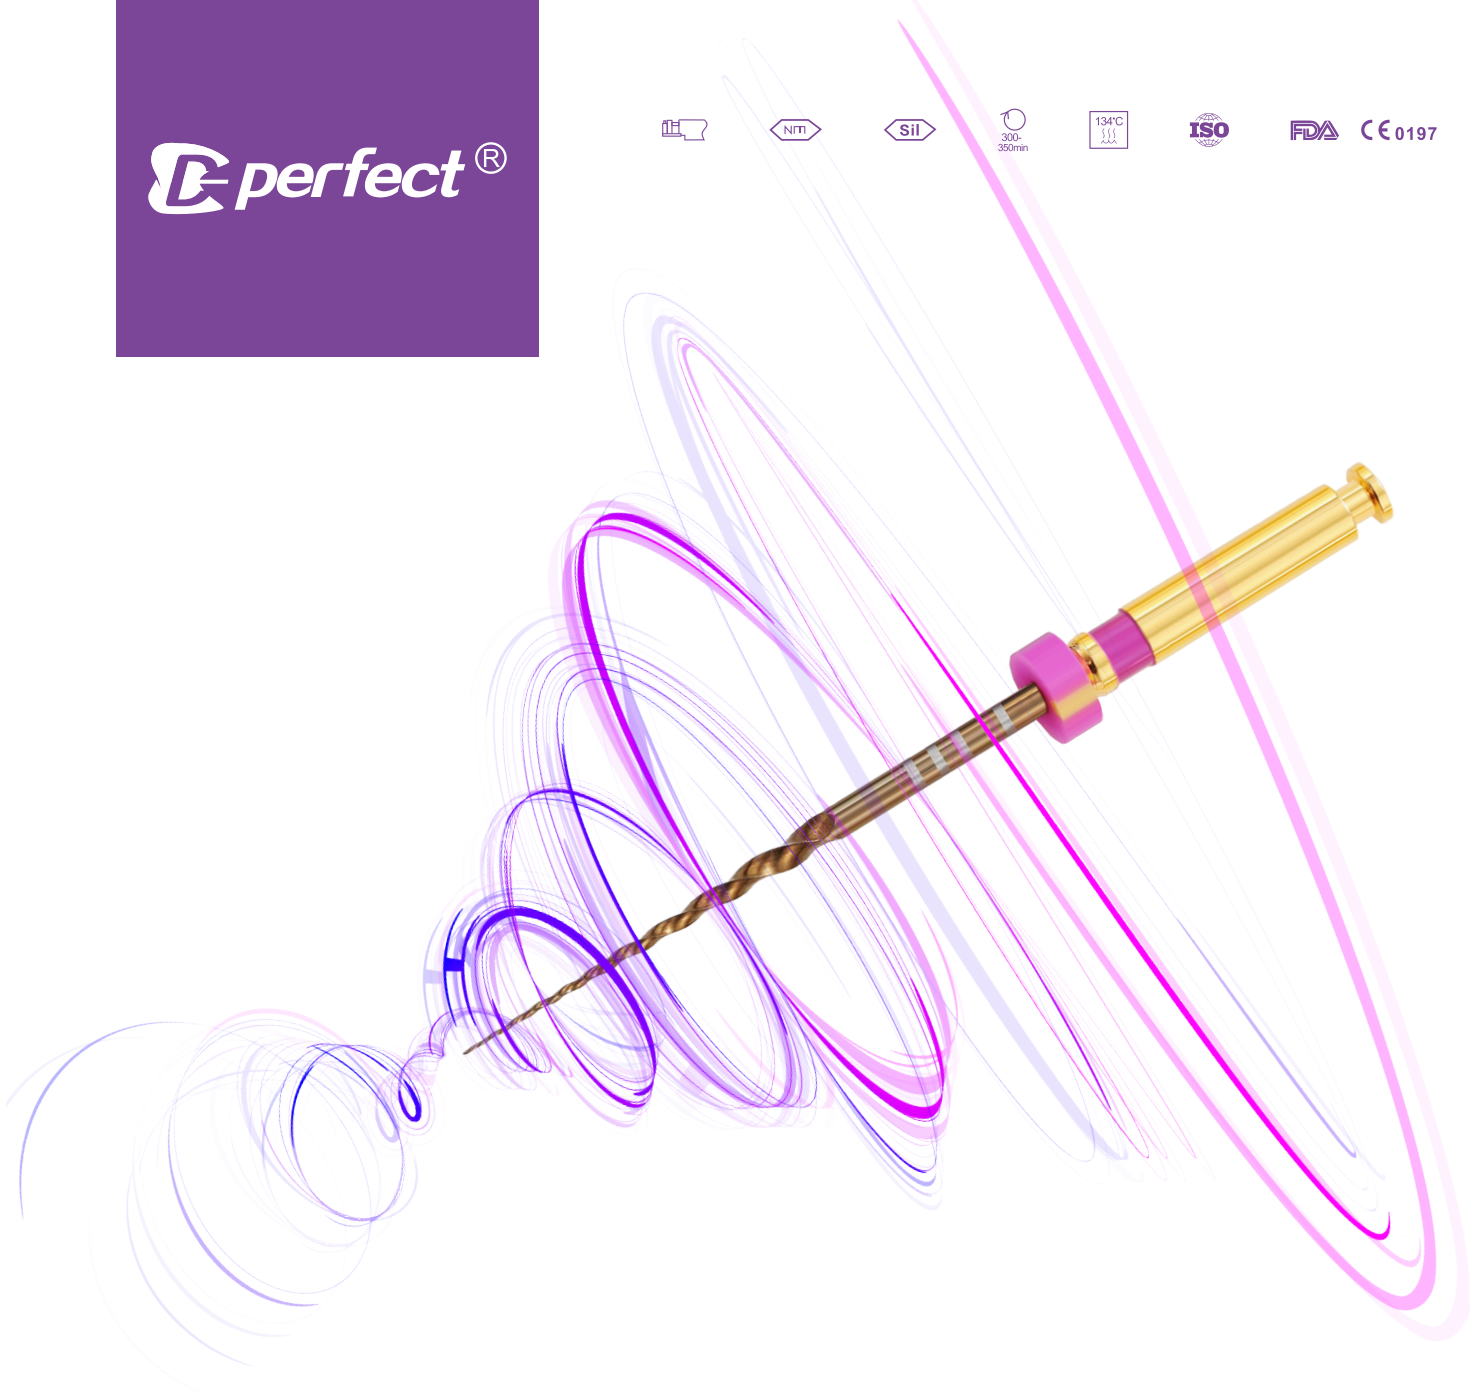 perfect®
NiTi
Sil
300-
350min
134°C
ISO
FDA
CE 0197